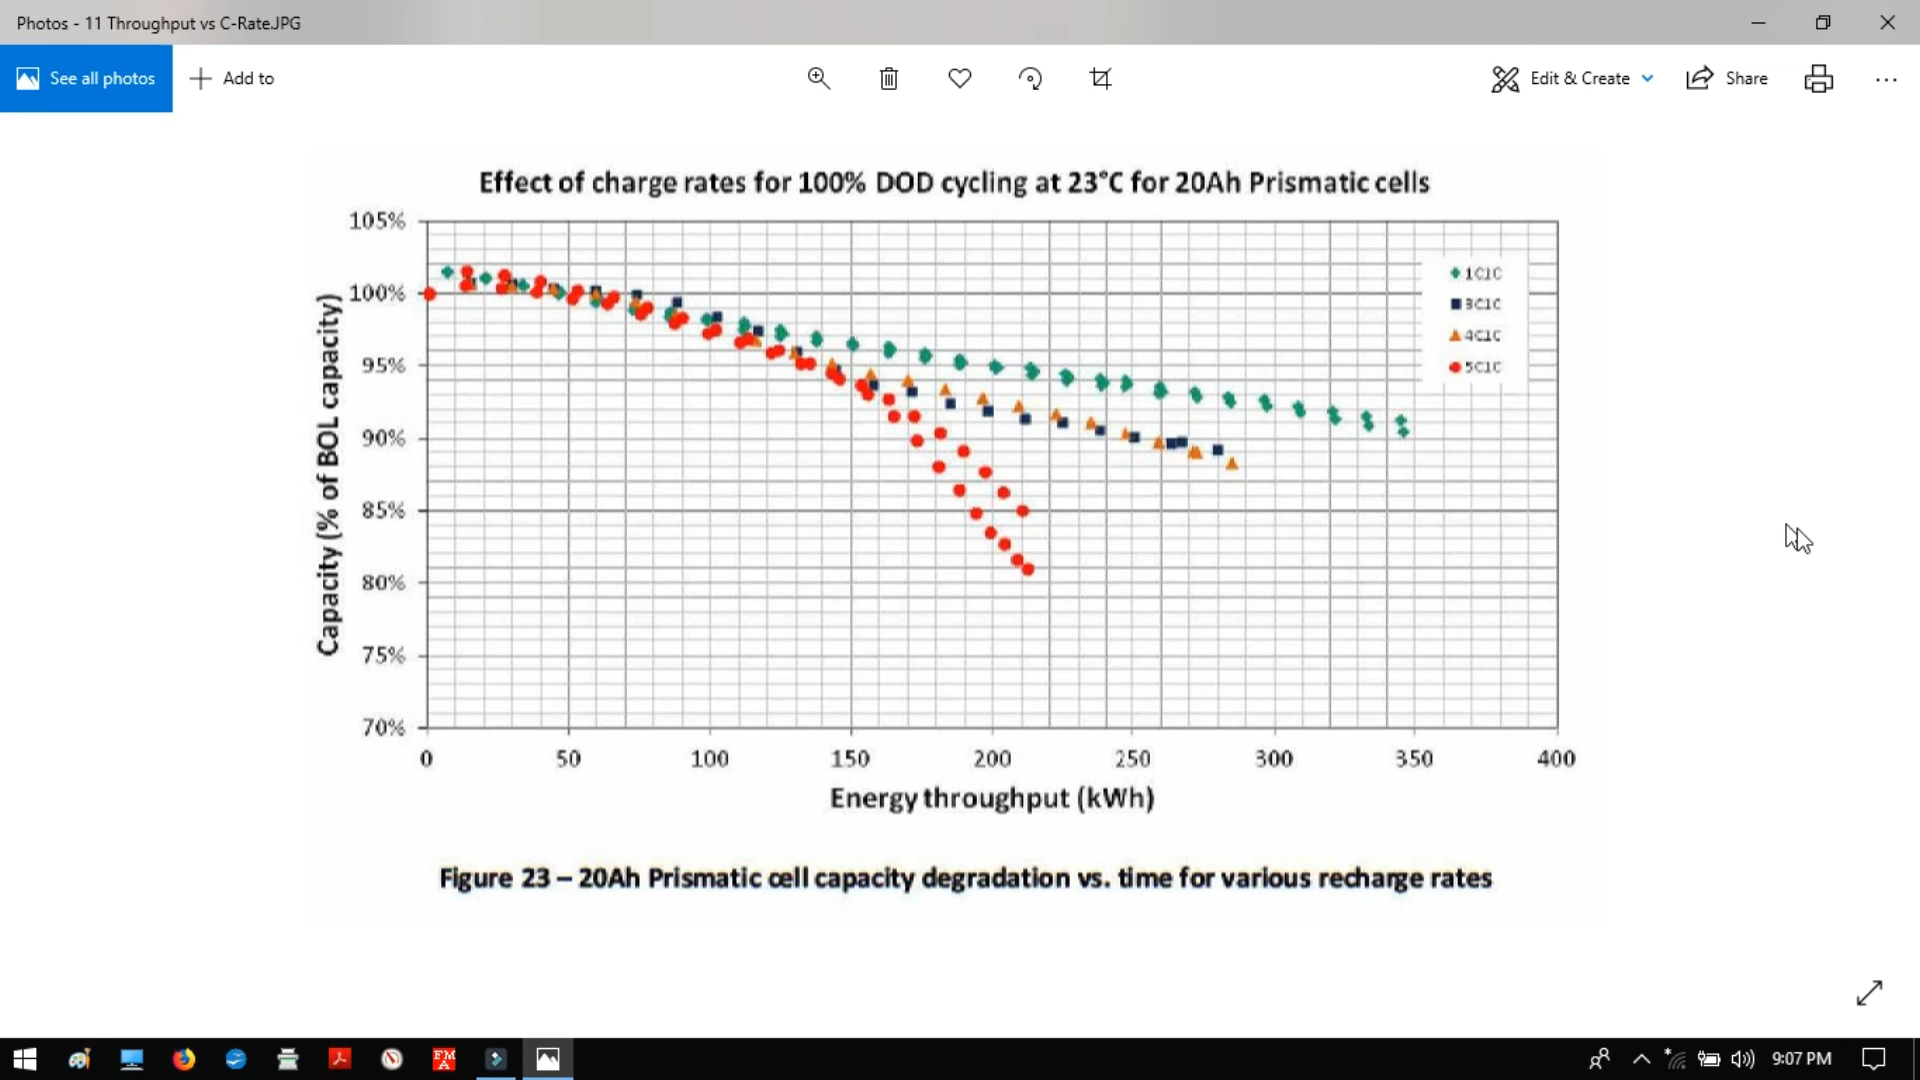 Photos - 11 Throughput vs C-Rate.JPG
See all photos
Add to
Edit & Create
Share
Effect of charge rates for 100% DOD cycling at 23°C for 20Ah Prismatic cells
105%
100%
95%
90%
85%
80%
75%
70%
Capacity (% of BOL capacity)
1C1C
3C1C
4C1C
5C1C
0 50 100 150 200 250 300 350 400
Energy throughput (kWh)
Figure 23 – 20Ah Prismatic cell capacity degradation vs. time for various recharge rates
FM
A
9:07 PM